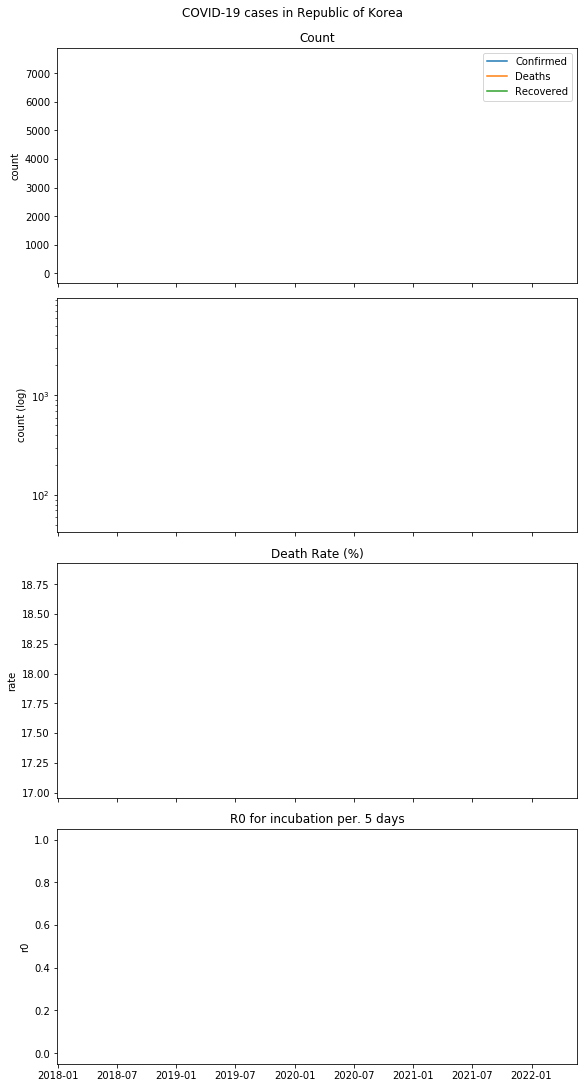 COVID-19 cases in Republic of Korea
Count
Confirmed
Deaths
Recovered
7000
6000
5000
4000
3000
2000
1000
0
count
10³
10²
count (log)
Death Rate (%)
18.75
18.50
18.25
18.00
17.75
17.50
17.25
17.00
rate
R0 for incubation per. 5 days
1.0
0.8
0.6
0.4
0.2
0.0
r0
2018-01 2018-07 2019-01 2019-07 2020-01 2020-07 2021-01 2021-07 2022-01